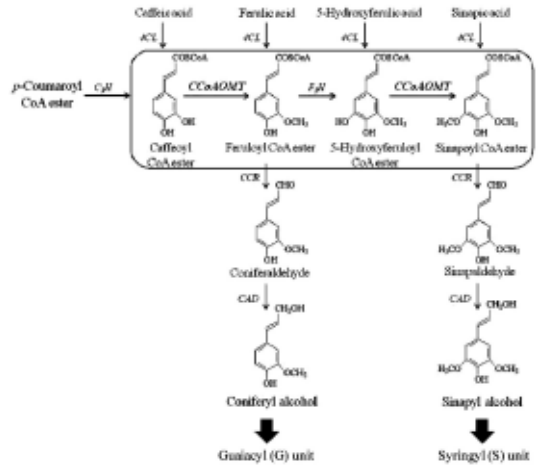 Caffeic acid Ferulic acid 5-Hydroxyferulic acid Sinapic acid
4CL 4CL 4CL 4CL
COSCoA COSCoA COSCoA COSCoA
p-Coumaroyl CoA ester C3H CCoAOMT F5H CCoAOMT
OH OCH3 HO OCH3 H3CO OCH3
OH OH OH OH
Caffeoyl CoA ester Feruloyl CoA ester 5-Hydroxyferuloyl CoA ester Sinapoyl CoA ester
CCR CCR
CHO CHO
OCH3 H3CO OCH3
OH OH
Coniferaldehyde Sinapaldehyde
CAD CAD
CH2OH CH2OH
OCH3 H3CO OCH3
OH OH
Coniferyl alcohol Sinapyl alcohol
Guaiacyl (G) unit Syringyl (S) unit